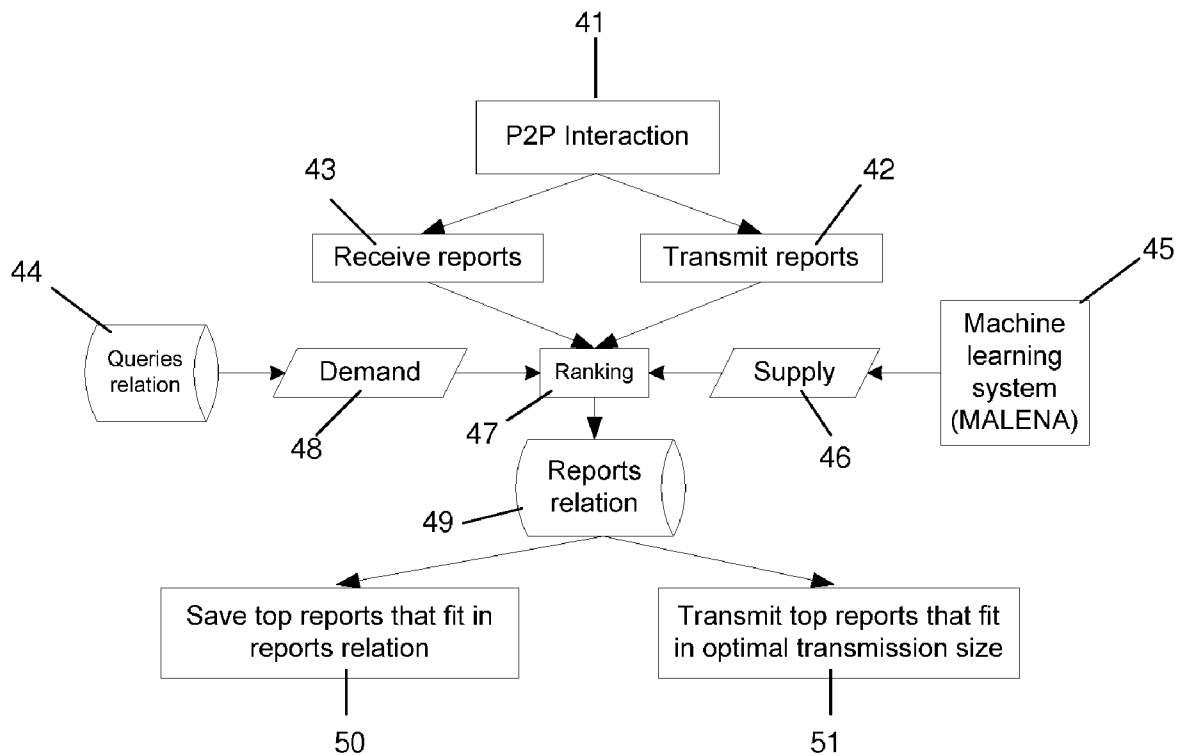 41
P2P Interaction
43
42
Receive reports
Transmit reports
44
45
Queries
relation
Demand
Ranking
Supply
Machine
learning
system
(MALENA)
48
47
46
Reports
relation
49
Save top reports that fit in
reports relation
Transmit top reports that fit
in optimal transmission size
50
51